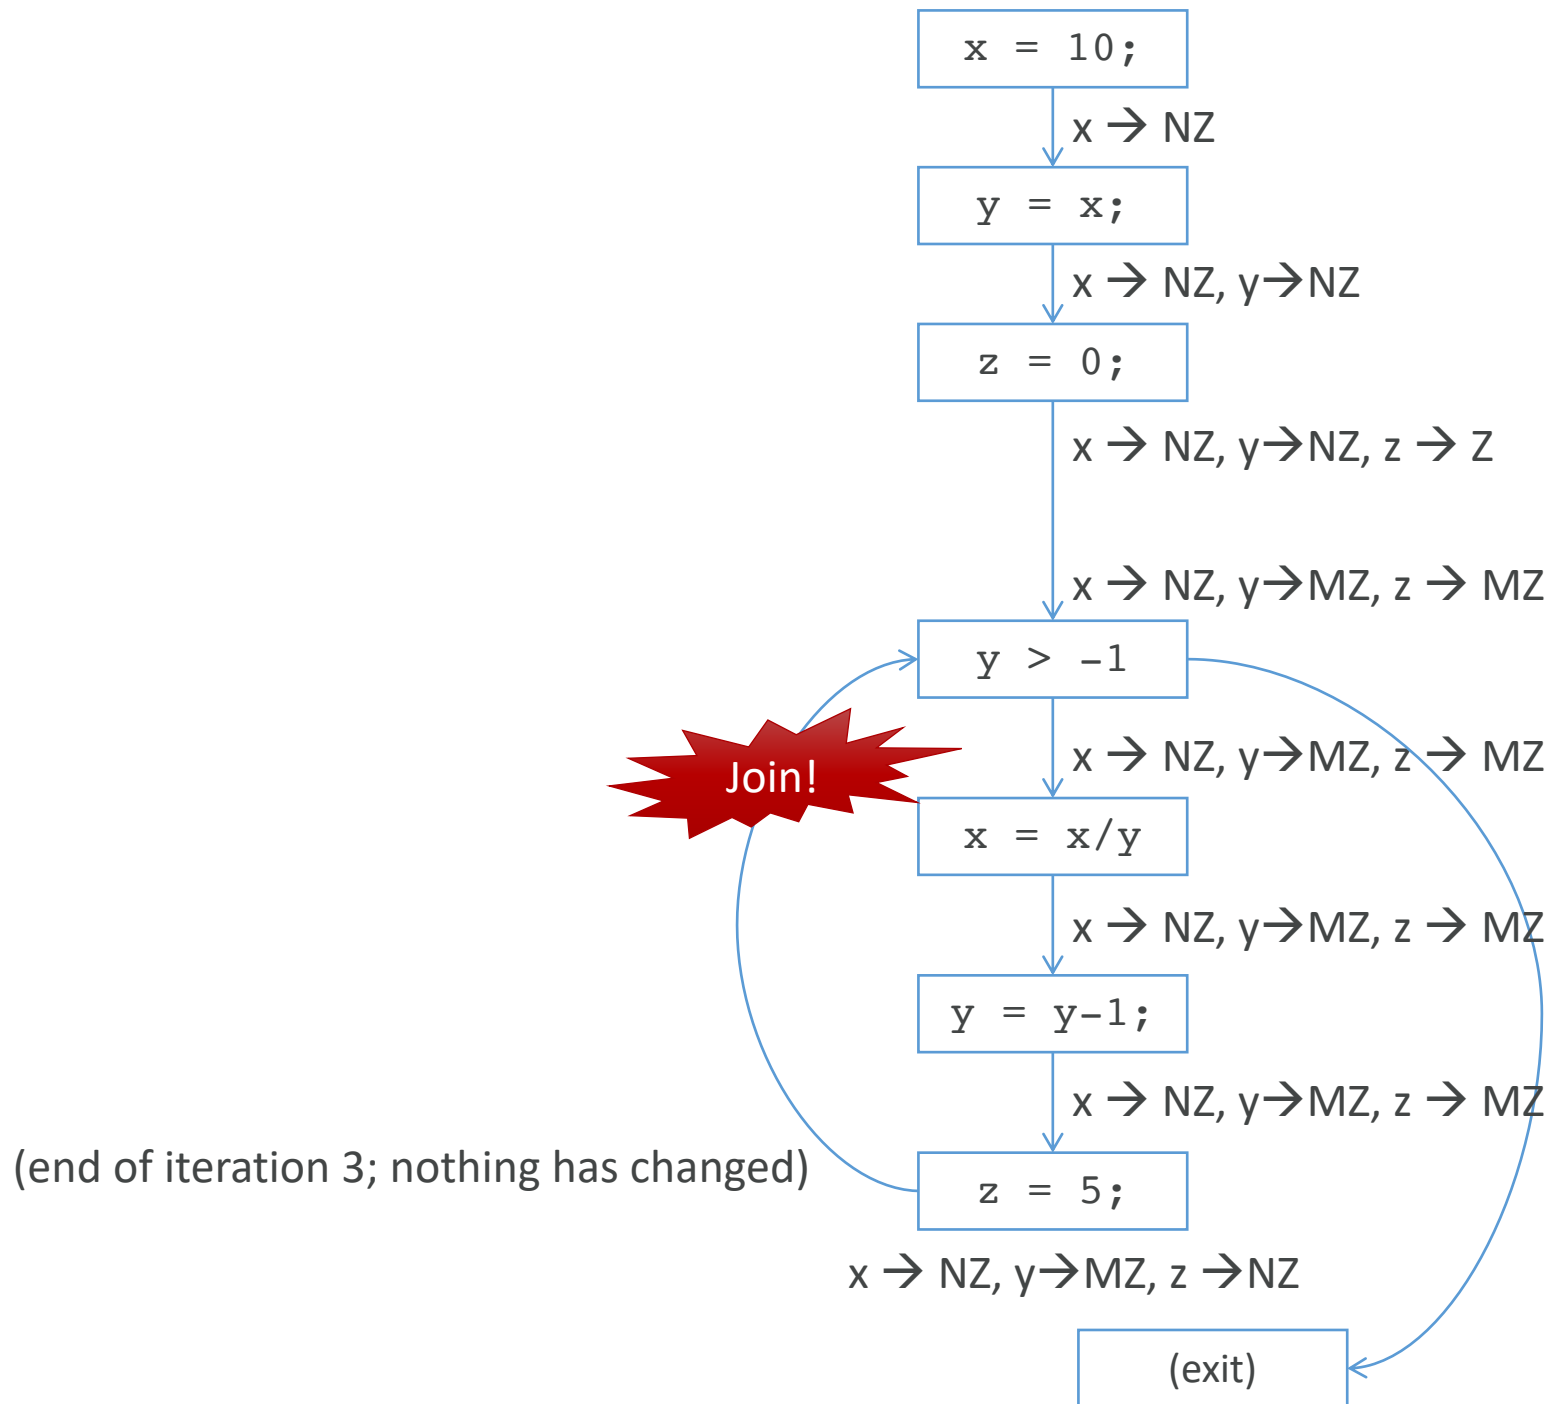 x = 10;
x → NZ
y = x;
x → NZ, y→NZ
z = 0;
x → NZ, y→NZ, z → Z
x → NZ, y→MZ, z → MZ
y > -1
x → NZ, y→MZ, z → MZ
Join!
x = x/y
x → NZ, y→MZ, z → MZ
y = y-1;
x → NZ, y→MZ, z → MZ
(end of iteration 3; nothing has changed)
z = 5;
x → NZ, y→MZ, z →NZ
(exit)